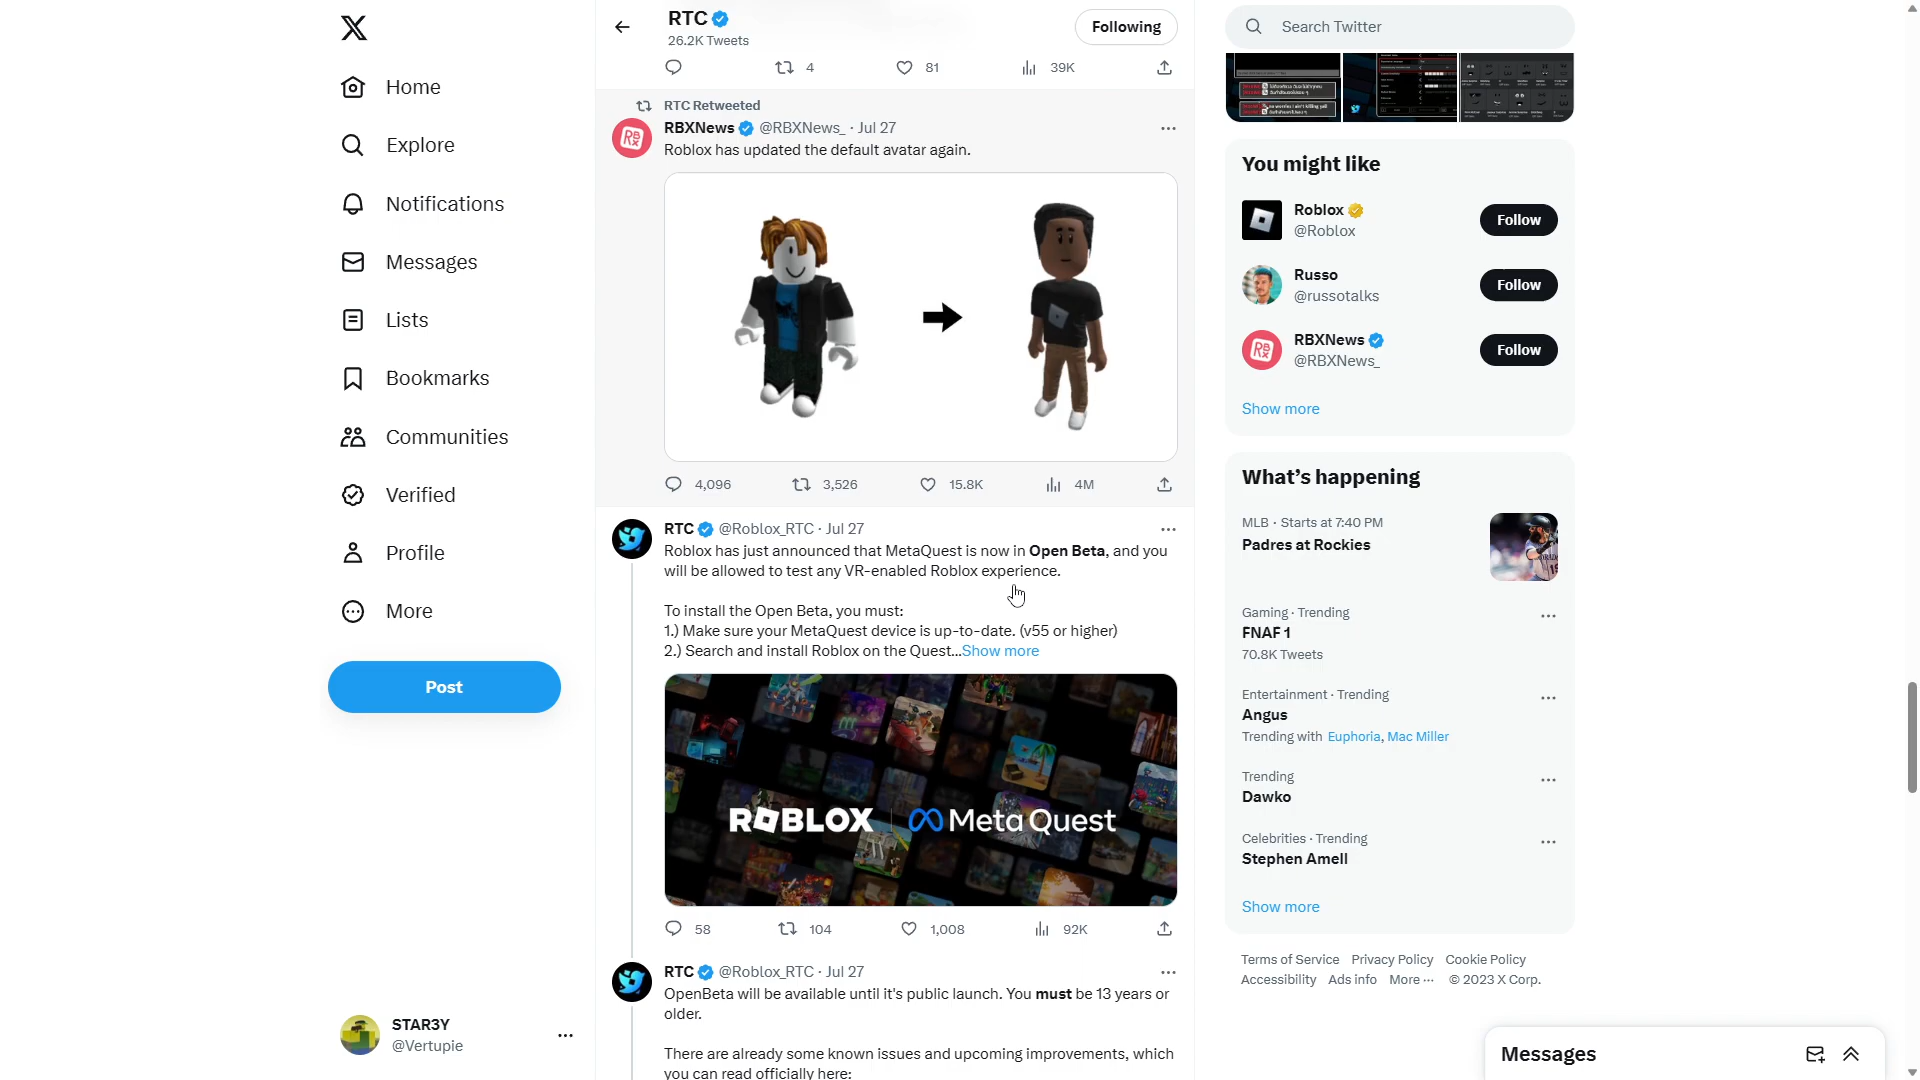 Home
Explore
Notifications
Messages
Lists
Bookmarks
Communities
Verified
Profile
More
Post
STAR3Y
@Vertupie
RTC
26.2K Tweets
Following
4 81 39K
RTC Retweeted
RBXNews @RBXNews_ · Jul 27
Roblox has updated the default avatar again.
4,096 3,526 15.8K 4M
RTC @Roblox_RTC · Jul 27
Roblox has just announced that MetaQuest is now in Open Beta, and you
will be allowed to test any VR-enabled Roblox experience.
To install the Open Beta, you must:
1.) Make sure your MetaQuest device is up-to-date. (v55 or higher)
2.) Search and install Roblox on the Quest...Show more
ROBLOX | Meta Quest
58 104 1,008 92K
RTC @Roblox_RTC · Jul 27
OpenBeta will be available until it's public launch. You must be 13 years or
older.
There are already some known issues and upcoming improvements, which
you can read officially here:
Search Twitter
You might like
Roblox
@Roblox
Follow
Russo
@russotalks
Follow
RBXNews
@RBXNews_
Follow
Show more
What's happening
MLB · Starts at 7:40 PM
Padres at Rockies
Gaming · Trending
FNAF 1
70.8K Tweets
Entertainment · Trending
Angus
Trending with Euphoria, Mac Miller
Trending
Dawko
Celebrities · Trending
Stephen Amell
Show more
Terms of Service Privacy Policy Cookie Policy
Accessibility Ads info More ··· © 2023 X Corp.
Messages